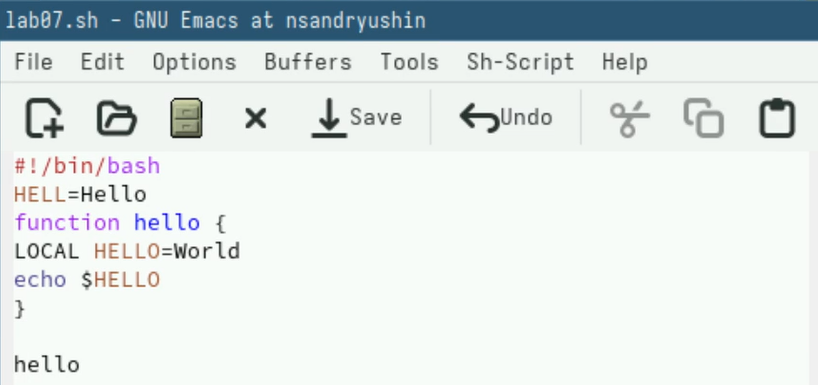 lab07.sh - GNU Emacs at nsandryushin
File Edit Options Buffers Tools Sh-Script Help
Save Undo
#!/bin/bash
HELL=Hello
function hello {
LOCAL HELLO=World
echo $HELLO
}
hello